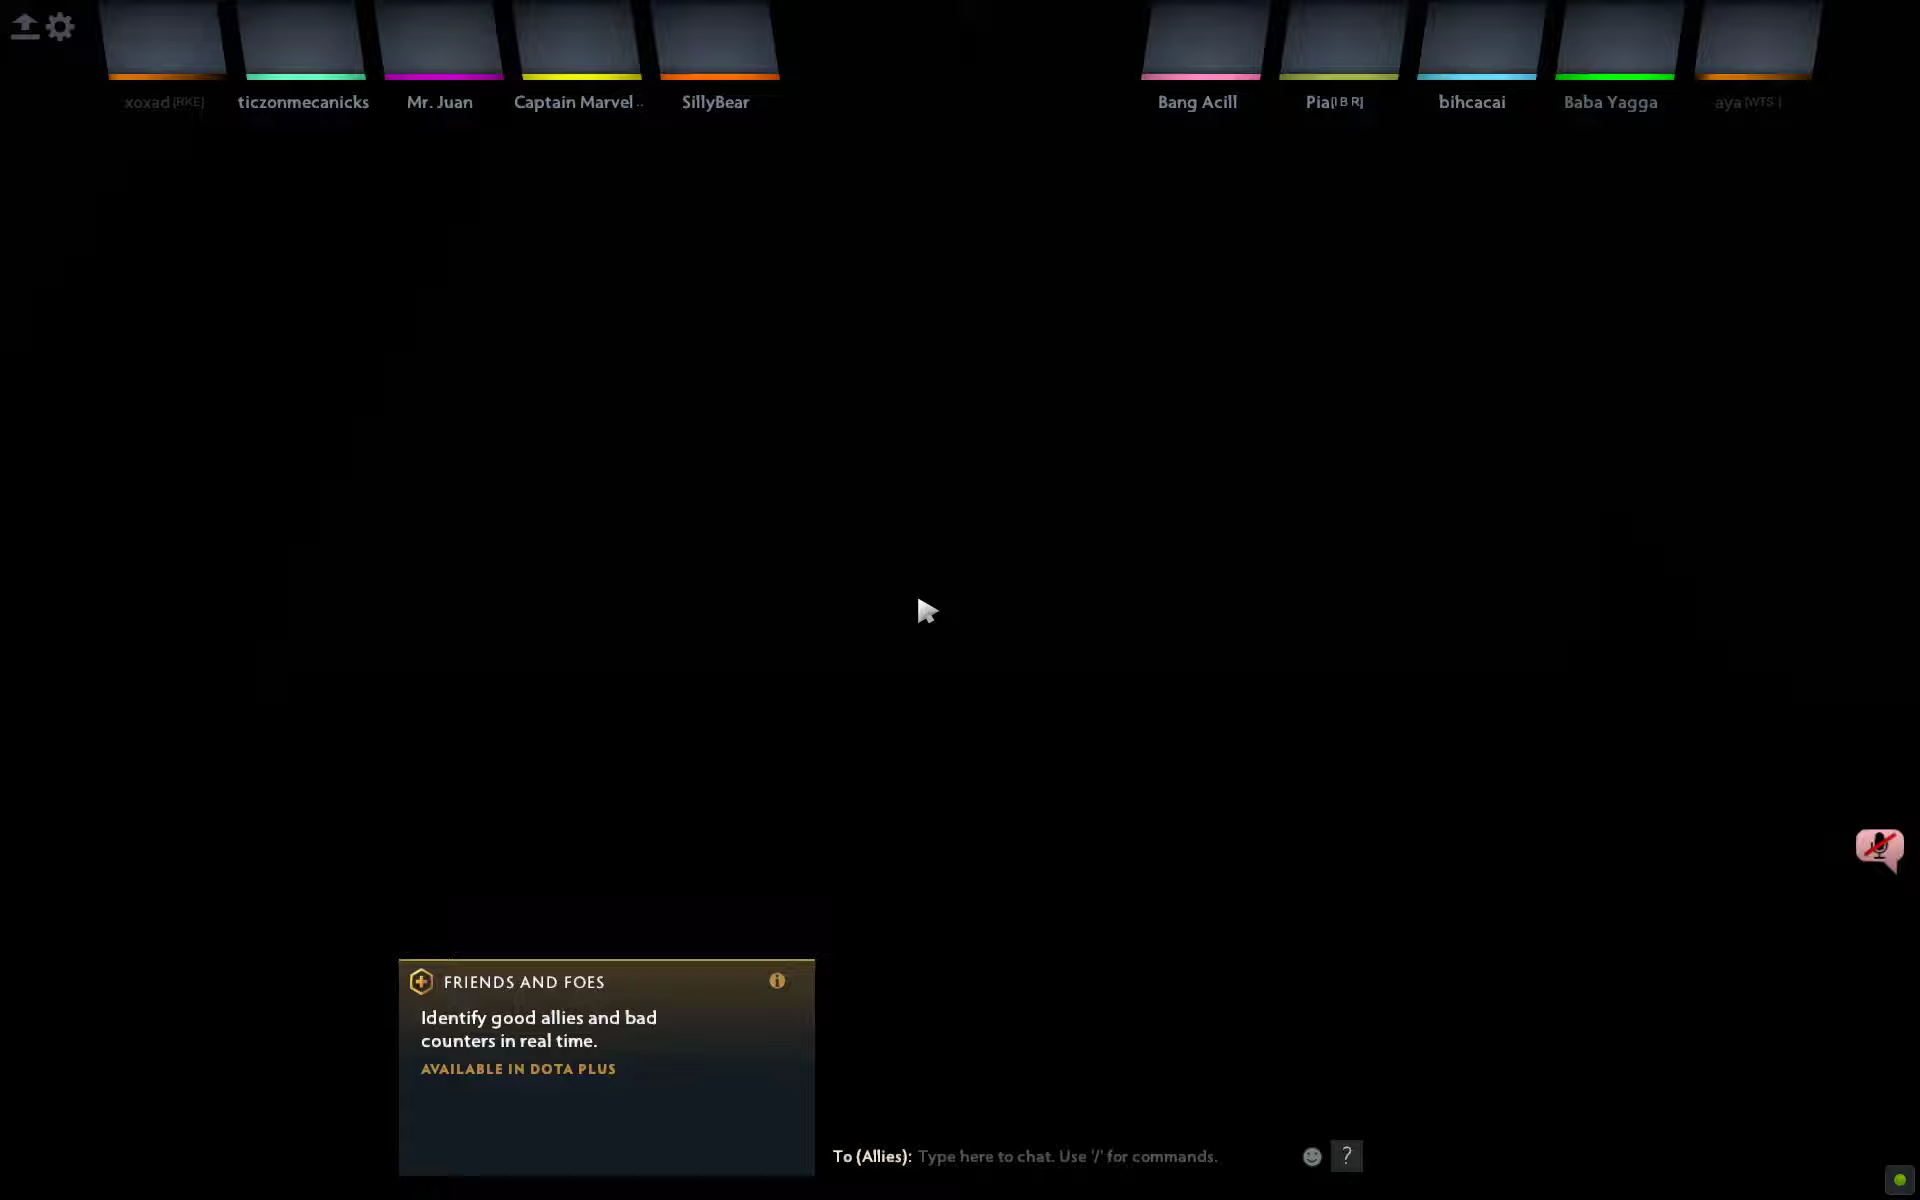 xoxad [RKE]
ticzonmecanicks
Mr. Juan
Captain Marvel ..
SillyBear
Bang Acill
Pia[I B R]
bihcacai
Baba Yagga
aya
FRIENDS AND FOES
Identify good allies and bad
counters in real time.
AVAILABLE IN DOTA PLUS
To (Allies): Type here to chat. Use '/' for commands.
?